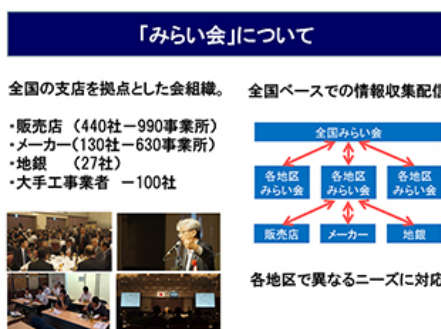 「みらい会」について
全国の支店を拠点とした会組織。
・販売店 (440社－990事業所)
・メーカー(130社－630事業所)
・地銀 (27社)
・大手工事業者 －100社
全国ベースでの情報収集配信
全国みらい会
各地区
みらい会
各地区
みらい会
各地区
みらい会
販売店
メーカー
地銀
各地区で異なるニーズに対応